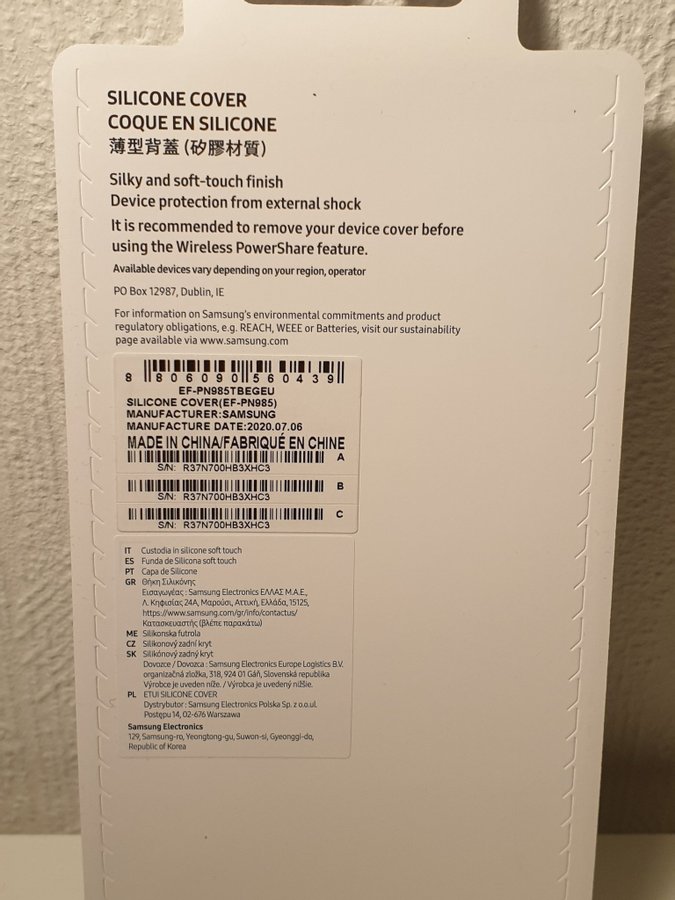 SILICONE COVER
COQUE EN SILICONE
薄型背蓋 (矽膠材質)
Silky and soft-touch finish
Device protection from external shock
It is recommended to remove your device cover before
using the Wireless PowerShare feature.
Available devices vary depending on your region, operator
PO Box 12987, Dublin, IE
For information on Samsung's environmental commitments and product
regulatory obligations, e.g. REACH, WEEE or Batteries, visit our sustainability
page available via www.samsung.com
8 806090 560439
EF-PN985TBEGEU
SILICONE COVER(EF-PN985)
MANUFACTURER:SAMSUNG
MANUFACTURE DATE:2020.07.06
MADE IN CHINA/FABRIQUÉ EN CHINE
A
S/N: R37N700HB3XHC3
B
S/N: R37N700HB3XHC3
C
S/N: R37N700HB3XHC3
IT Custodia in silicone soft touch
ES Funda de Silicona soft touch
PT Capa de Silicone
GR Θήκη Σιλικόνης
Εισαγωγέας : Samsung Electronics ΕΛΛΑΣ Μ.Α.Ε.,
Λ. Κηφισίας 24Α, Μαρούσι, Αττική, Ελλάδα, 15125,
https://www.samsung.com/gr/info/contactus/
Κατασκευαστής (βλέπε παρακάτω)
ME Silikonska futrola
CZ Silikonový zadní kryt
SK Silikónový zadný kryt
Dovozce / Dovozca : Samsung Electronics Europe Logistics B.V.
organizačná zložka, 318, 924 01 Gáň, Slovenská republika
Výrobce je uveden níže. / Výrobca je uvedený nižšie.
PL ETUI SILICONE COVER
Dystrybutor : Samsung Electronics Polska Sp. z o.o.ul.
Postępu 14, 02-676 Warszawa
Samsung Electronics
129, Samsung-ro, Yeongtong-gu, Suwon-si, Gyeonggi-do,
Republic of Korea